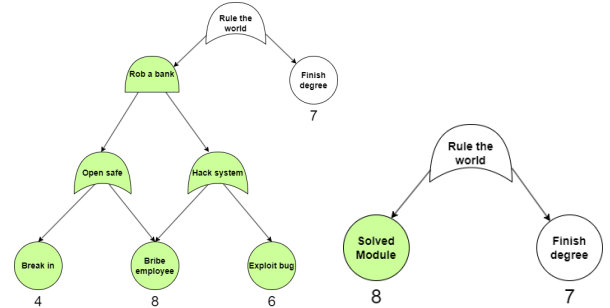 Rule the
world
Rob a bank
Finish
degree
7
Open safe
Hack system
Break in
Bribe
employee
Exploit bug
4
8
6
Rule the
world
Solved
Module
Finish
degree
8
7